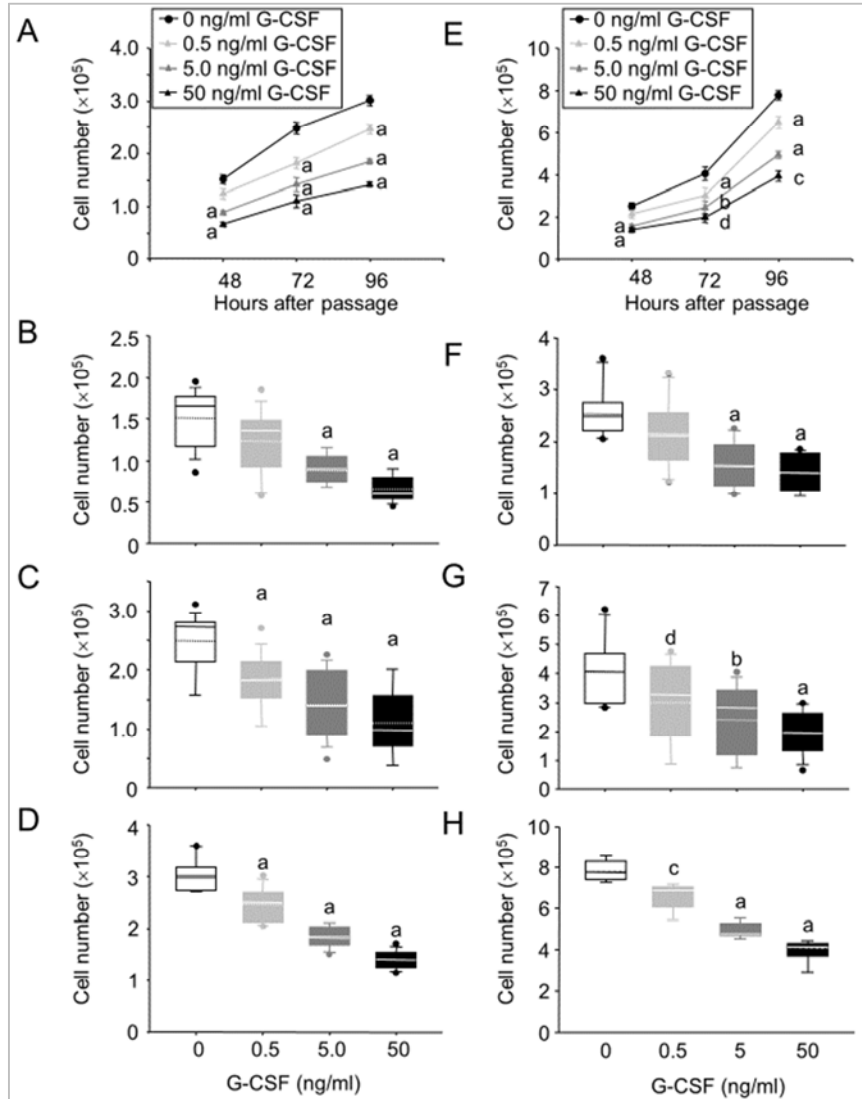 A
Cell number (×10⁵)
4.0
3.0
2.0
1.0
0
0 ng/ml G-CSF
0.5 ng/ml G-CSF
5.0 ng/ml G-CSF
50 ng/ml G-CSF
a
a
a
a
a
a
a
a
48 72 96
Hours after passage
E
Cell number (×10⁵)
10
8
6
4
2
0
0 ng/ml G-CSF
0.5 ng/ml G-CSF
5.0 ng/ml G-CSF
50 ng/ml G-CSF
a
a
a
b
d
a
a
c
48 72 96
Hours after passage
B
Cell number (×10⁵)
2.5
2.0
1.5
1.0
0.5
0
a a
F
Cell number (×10⁵)
4
3
2
1
0
a a
C
Cell number (×10⁵)
3.0
2.0
1.0
0
a a a
G
Cell number (×10⁵)
7
6
5
4
3
2
1
0
d b a
D
Cell number (×10⁵)
4
3
2
1
0
a a a
0 0.5 5.0 50
G-CSF (ng/ml)
H
Cell number (×10⁵)
10
8
6
4
2
0
c a a
0 0.5 5 50
G-CSF (ng/ml)